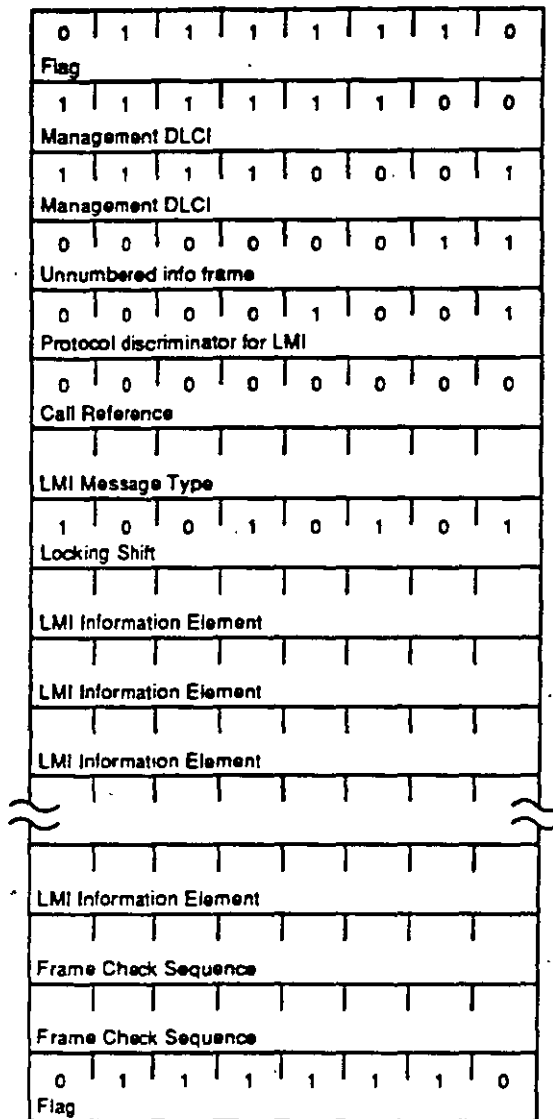 0 1 1 1 1 1 1 0
Flag
1 1 1 1 1 1 0 0
Management DLCI
1 1 1 1 0 0 0 1
Management DLCI
0 0 0 0 0 0 1 1
Unnumbered info frame
0 0 0 0 1 0 0 1
Protocol discriminator for LMI
0 0 0 0 0 0 0 0
Call Reference
LMI Message Type
1 0 0 1 0 1 0 1
Locking Shift
LMI Information Element
LMI Information Element
LMI Information Element
LMI Information Element
Frame Check Sequence
Frame Check Sequence
0 1 1 1 1 1 1 0
Flag